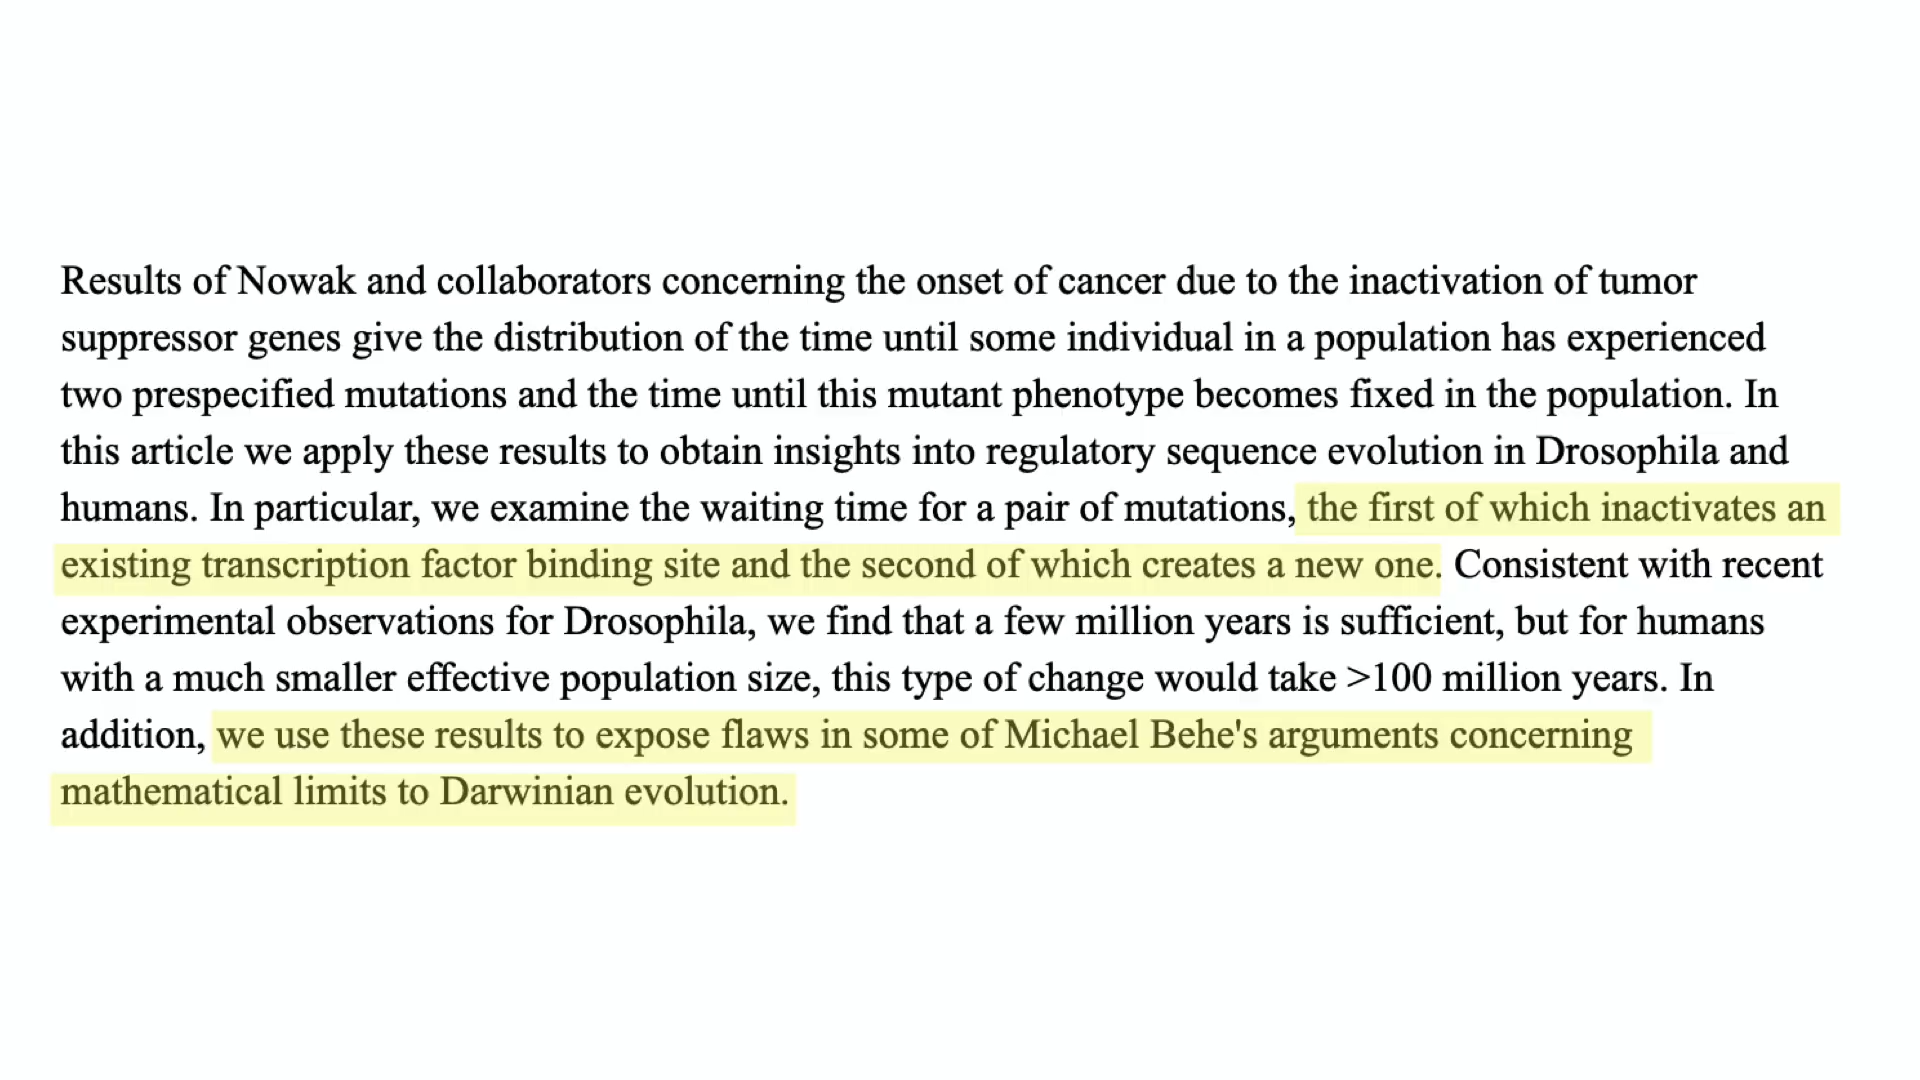 Results of Nowak and collaborators concerning the onset of cancer due to the inactivation of tumor
suppressor genes give the distribution of the time until some individual in a population has experienced
two prespecified mutations and the time until this mutant phenotype becomes fixed in the population. In
this article we apply these results to obtain insights into regulatory sequence evolution in Drosophila and
humans. In particular, we examine the waiting time for a pair of mutations, the first of which inactivates an
existing transcription factor binding site and the second of which creates a new one. Consistent with recent
experimental observations for Drosophila, we find that a few million years is sufficient, but for humans
with a much smaller effective population size, this type of change would take >100 million years. In
addition, we use these results to expose flaws in some of Michael Behe's arguments concerning
mathematical limits to Darwinian evolution.